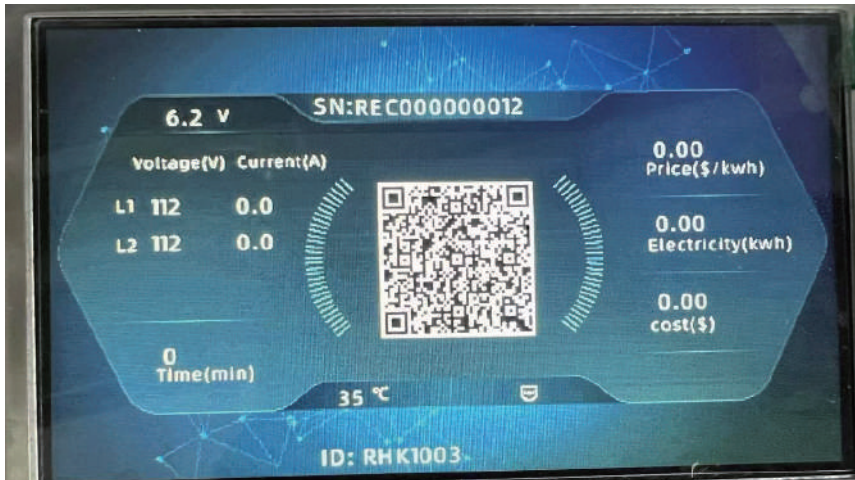 6.2 V
SN:REC000000012
Voltage(V) Current(A)
L1 112 0.0
L2 112 0.0
0
Time(min)
0.00
Price($/kwh)
0.00
Electricity(kwh)
0.00
cost($)
35 ℃
ID: RHK1003